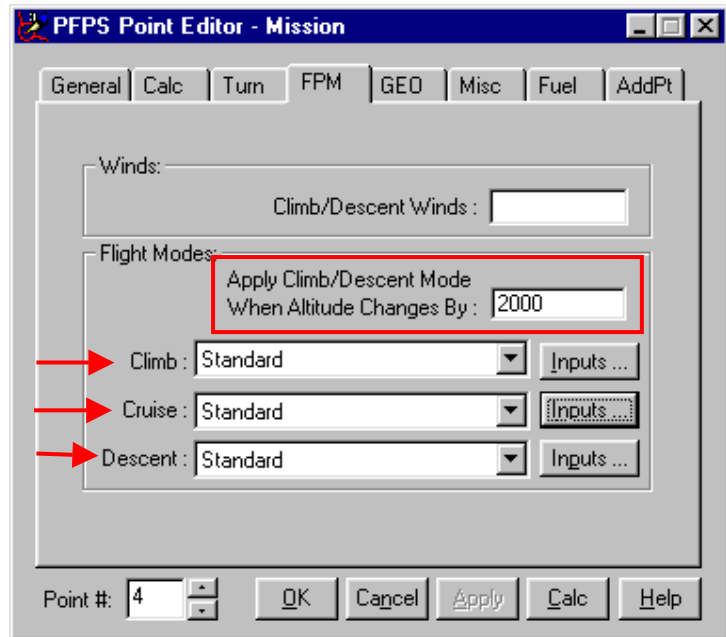 PFPS Point Editor - Mission
General Calc Turn FPM GEO Misc Fuel AddPt
Winds:
Climb/Descent Winds :
Flight Modes:
Apply Climb/Descent Mode
When Altitude Changes By : 2000
Climb : Standard Inputs ...
Cruise : Standard Inputs ...
Descent : Standard Inputs ...
Point #: 4 OK Cancel Apply Calc Help